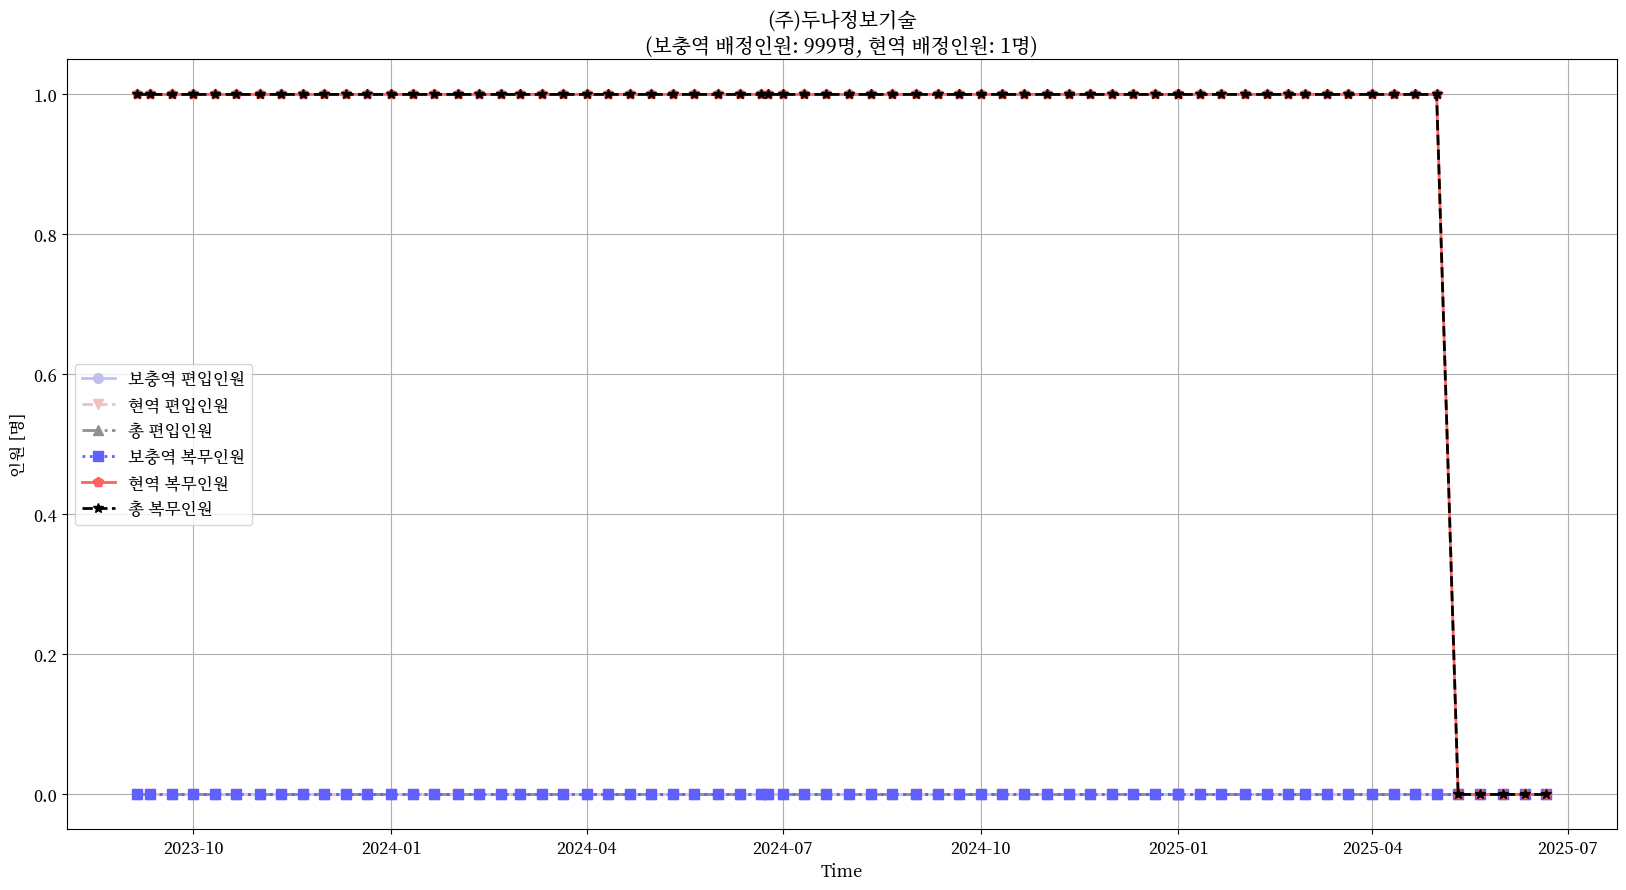 (주)두나정보기술
(보충역 배정인원: 999명, 현역 배정인원: 1명)
1.0
0.8
0.6
0.4
0.2
0.0
인원 [명]
보충역 편입인원
현역 편입인원
총 편입인원
보충역 복무인원
현역 복무인원
총 복무인원
2023-10
2024-01
2024-04
2024-07
2024-10
2025-01
2025-04
2025-07
Time